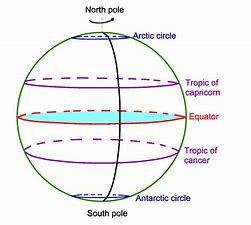 North pole
Arctic circle
Tropic of
capricorn
Equator
Tropic of
cancer
Antarctic circle
South pole